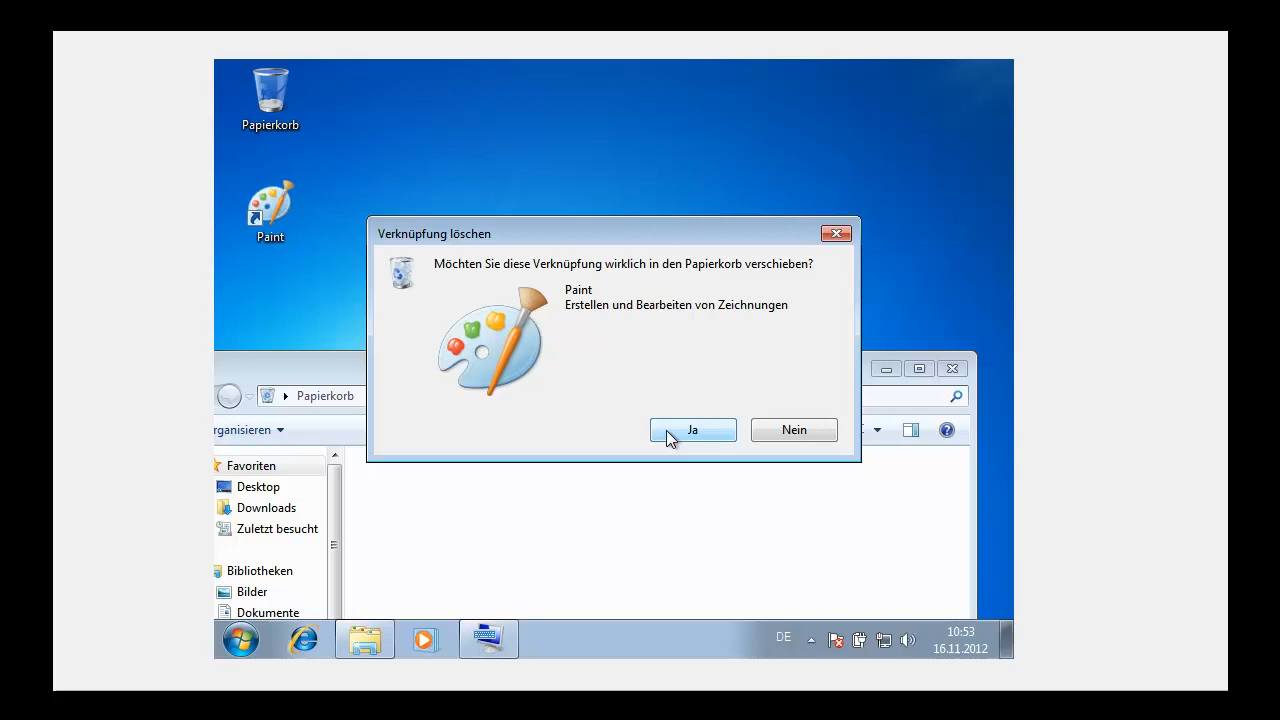 Papierkorb
Paint
Verknüpfung löschen
Möchten Sie diese Verknüpfung wirklich in den Papierkorb verschieben?
Paint
Erstellen und Bearbeiten von Zeichnungen
Ja
Nein
Papierkorb
rganisieren
Favoriten
Desktop
Downloads
Zuletzt besucht
Bibliotheken
Bilder
Dokumente
DE
10:53
16.11.2012